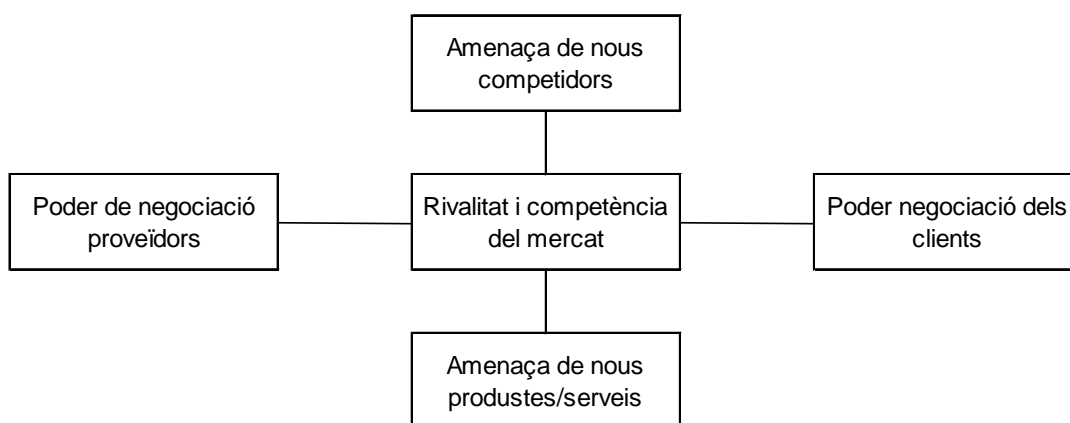 Amenaça de nous
competidors
Poder de negociació
proveïdors
Rivalitat i competència
del mercat
Poder negociació dels
clients
Amenaça de nous
produstes/serveis